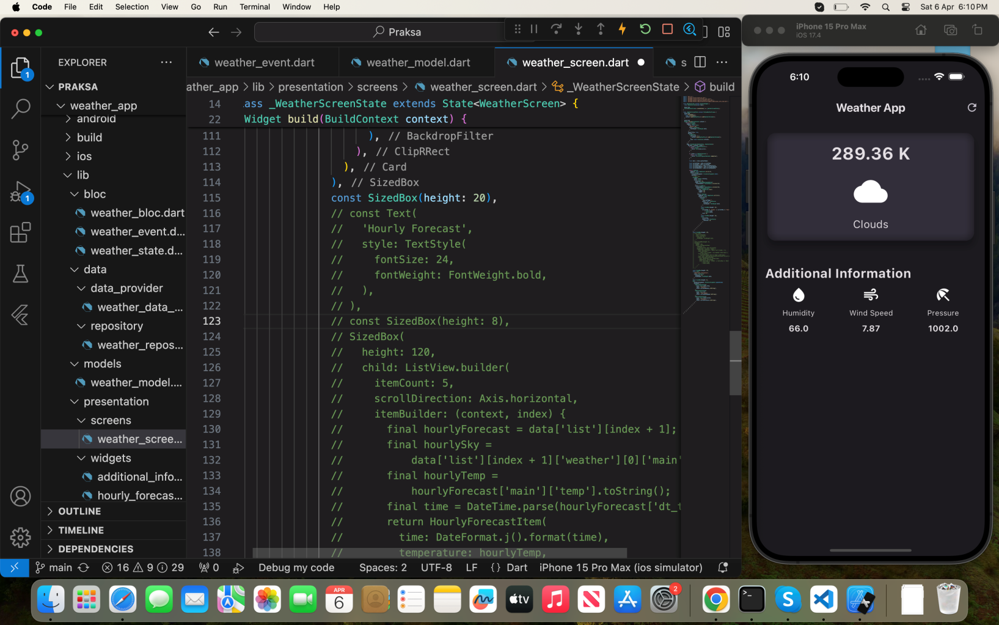 Code File Edit Selection View Go Run Terminal Window Help
Sat 6 Apr 6:10 PM
Praksa
EXPLORER
PRAKSA
weather_app
android
build
ios
lib
bloc
weather_bloc.dart
weather_event.d...
weather_state.d...
data
data_provider
weather_data_...
repository
weather_repos...
models
weather_model....
presentation
screens
weather_scree...
widgets
additional_info...
hourly_forecas...
OUTLINE
TIMELINE
DEPENDENCIES
1
1
weather_event.dart weather_model.dart weather_screen.dart s
ather_app > lib > presentation > screens > weather_screen.dart > _WeatherScreenState > build
14 ass _WeatherScreenState extends State<WeatherScreen> {
22 Widget build(BuildContext context) {
111 ), // BackdropFilter
112 ), // ClipRRect
113 ), // Card
114 ), // SizedBox
115 const SizedBox(height: 20),
116 // const Text(
117 // 'Hourly Forecast',
118 // style: TextStyle(
119 // fontSize: 24,
120 // fontWeight: FontWeight.bold,
121 // ),
122 // ),
123 // const SizedBox(height: 8),
124 // SizedBox(
125 // height: 120,
126 // child: ListView.builder(
127 // itemCount: 5,
128 // scrollDirection: Axis.horizontal,
129 // itemBuilder: (context, index) {
130 // final hourlyForecast = data['list'][index + 1];
131 // final hourlySky =
132 // data['list'][index + 1]['weather'][0]['main'
133 // final hourlyTemp =
134 // hourlyForecast['main']['temp'].toString();
135 // final time = DateTime.parse(hourlyForecast['dt_t
136 // return HourlyForecastItem(
137 // time: DateFormat.j().format(time),
138 // temperature: hourlyTemp,
main 16 9 29 0 Debug my code Spaces: 2 UTF-8 LF {} Dart iPhone 15 Pro Max (ios simulator)
iPhone 15 Pro Max
iOS 17.4
6:10
Weather App
289.36 K
Clouds
Additional Information
Humidity Wind Speed Pressure
66.0 7.87 1002.0
APR
6
tv
2